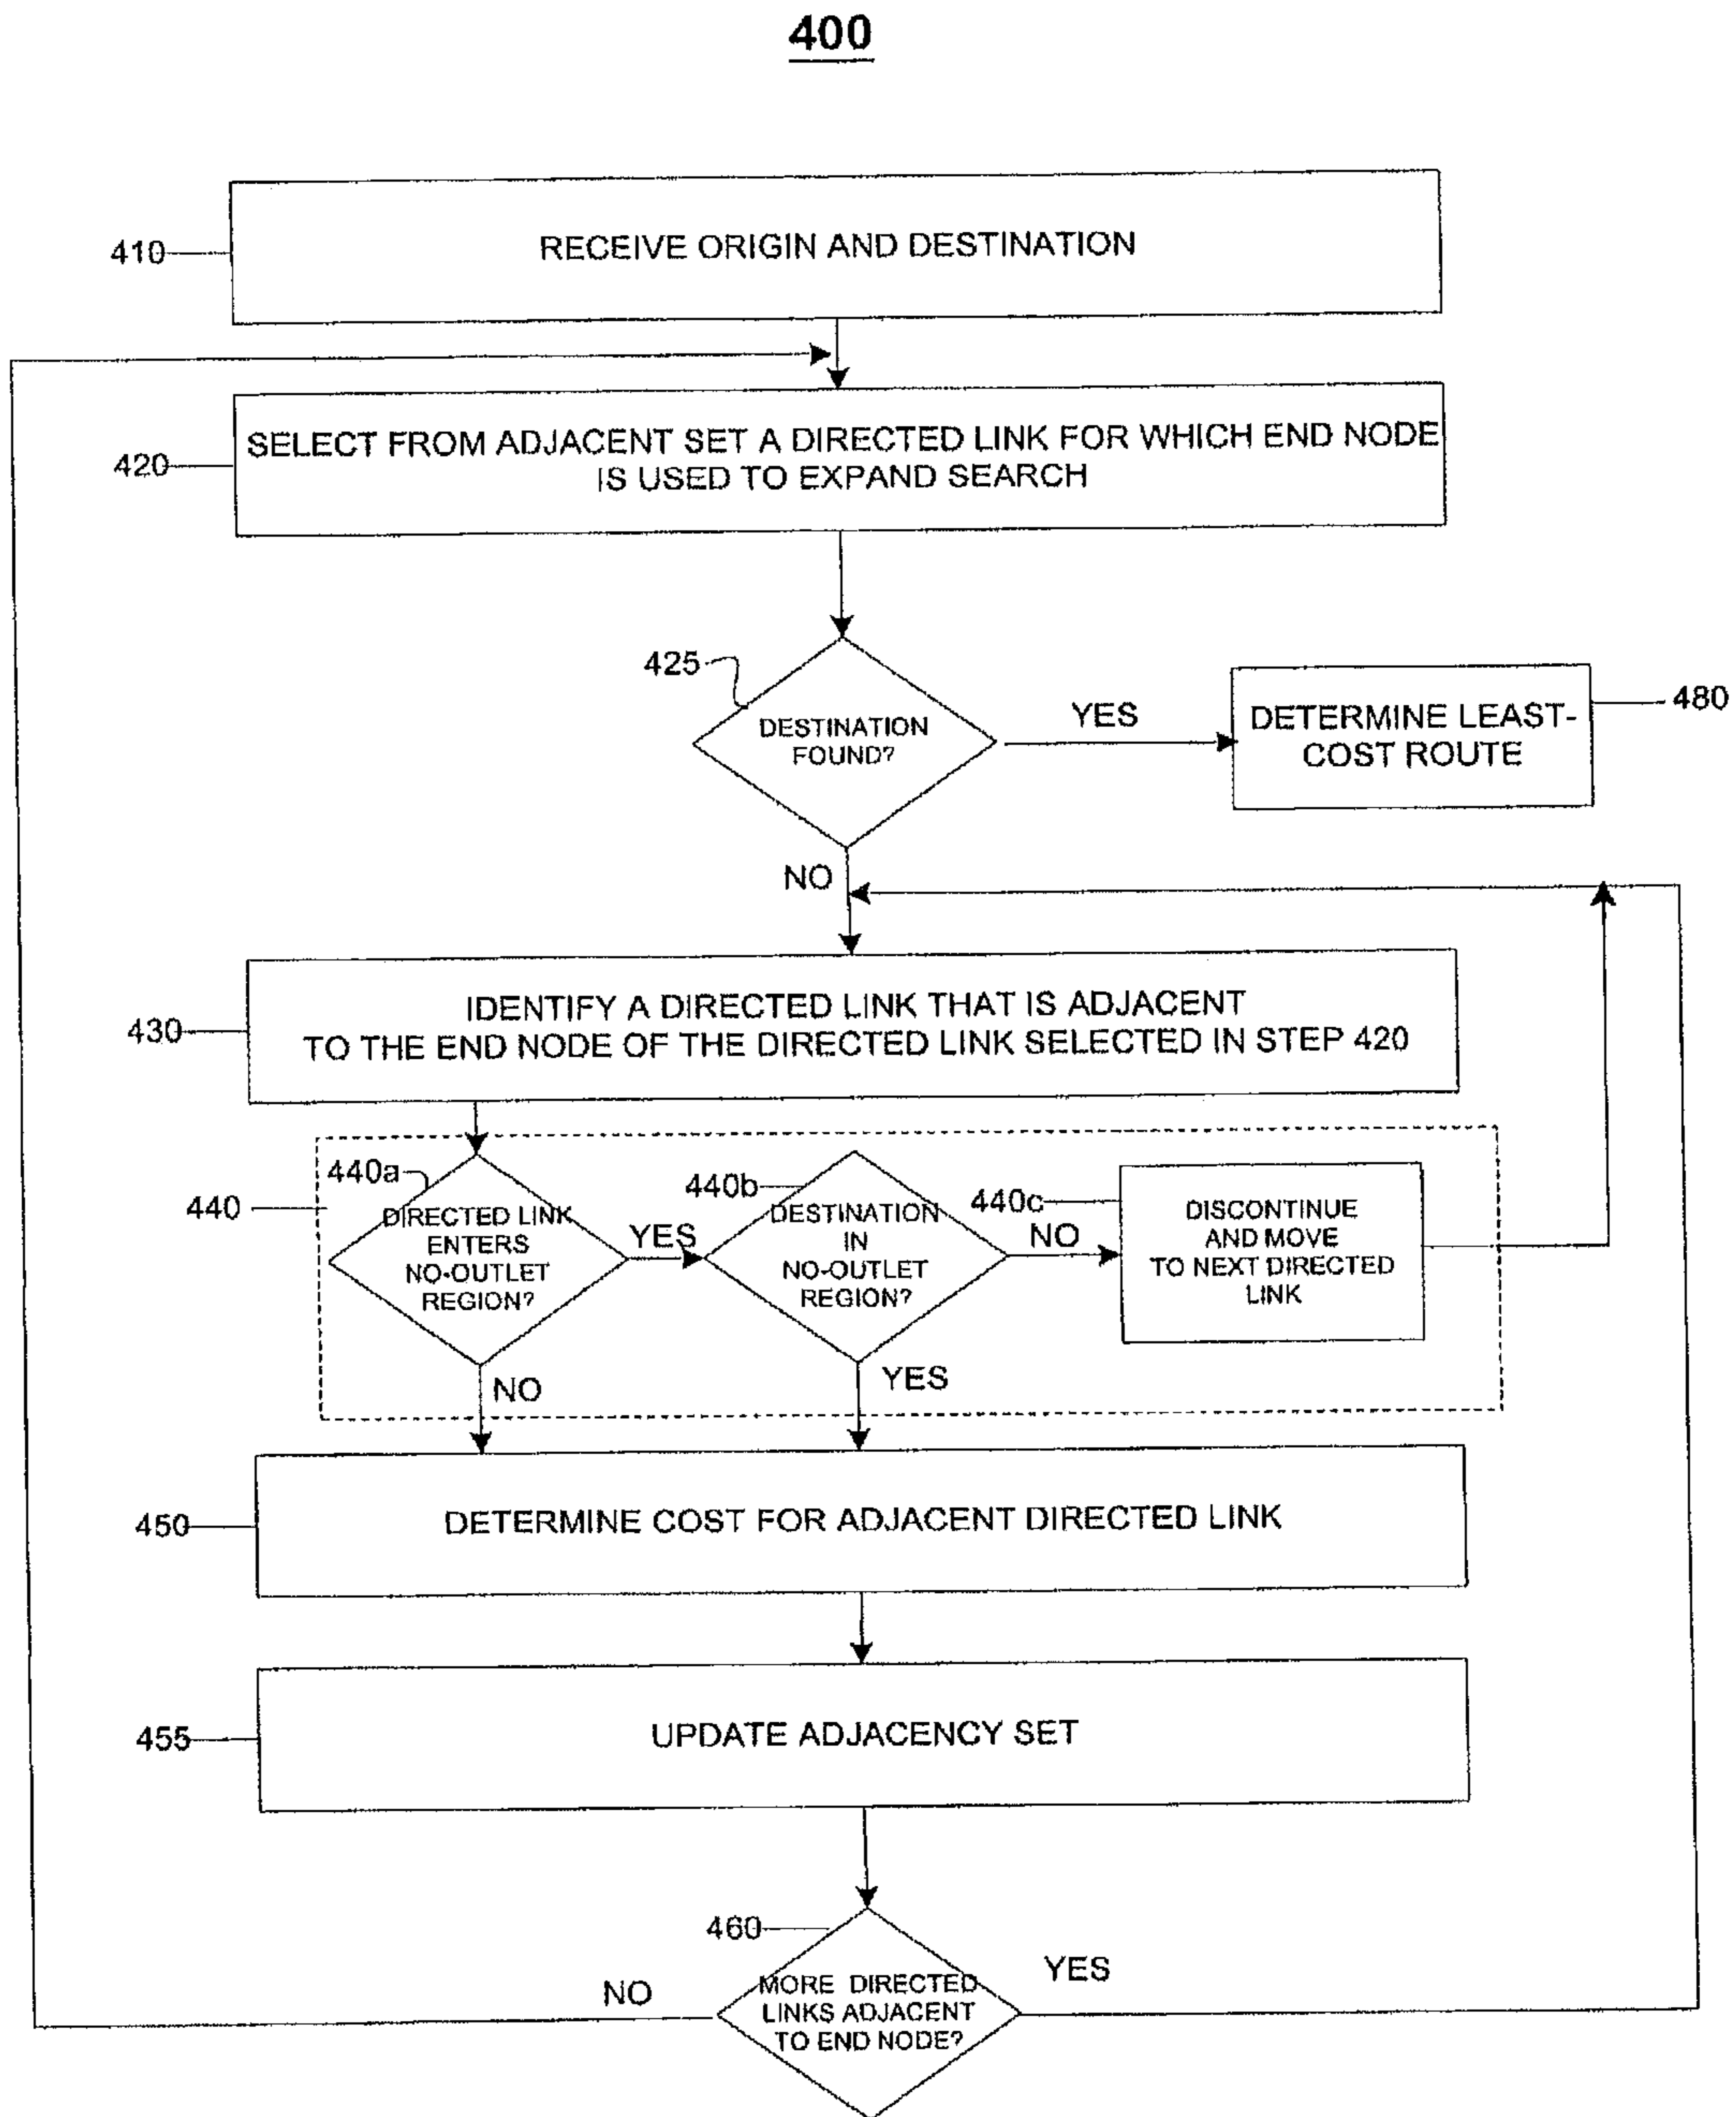 400
410
RECEIVE ORIGIN AND DESTINATION
420
SELECT FROM ADJACENT SET A DIRECTED LINK FOR WHICH END NODE
IS USED TO EXPAND SEARCH
425
DESTINATION
FOUND?
YES
DETERMINE LEAST-
COST ROUTE
480
NO
430
IDENTIFY A DIRECTED LINK THAT IS ADJACENT
TO THE END NODE OF THE DIRECTED LINK SELECTED IN STEP 420
440
440a
DIRECTED LINK
ENTERS
NO-OUTLET
REGION?
YES
NO
440b
DESTINATION
IN
NO-OUTLET
REGION?
NO
YES
440c
DISCONTINUE
AND MOVE
TO NEXT DIRECTED
LINK
450
DETERMINE COST FOR ADJACENT DIRECTED LINK
455
UPDATE ADJACENCY SET
460
MORE DIRECTED
LINKS ADJACENT
TO END NODE?
NO
YES